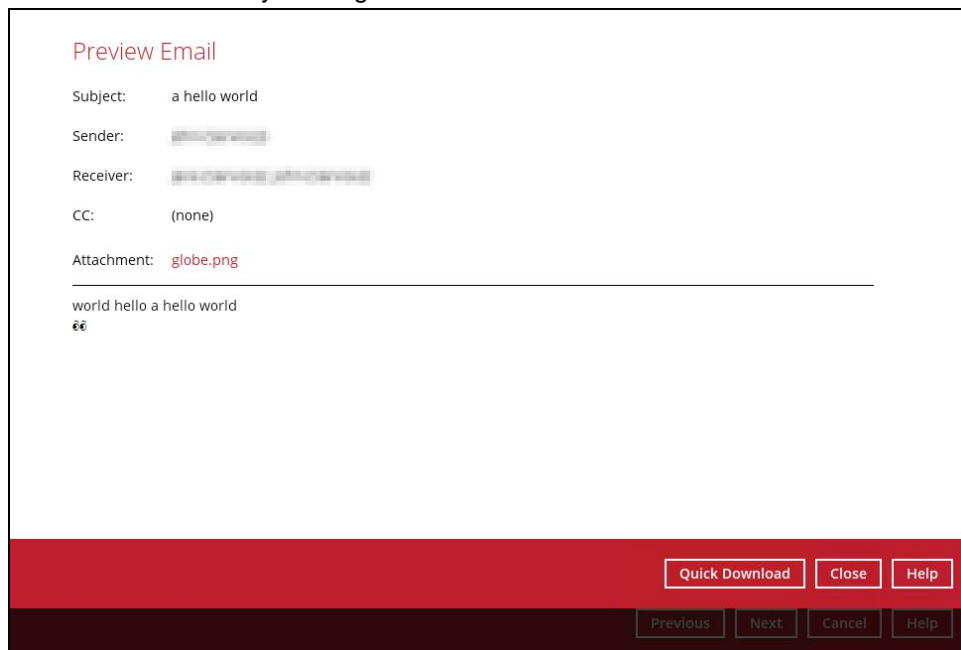 Preview Email
Subject: a hello world
Sender:
Receiver:
CC: (none)
Attachment: globe.png
world hello a hello world
👀
Quick Download Close Help
Previous Next Cancel Help